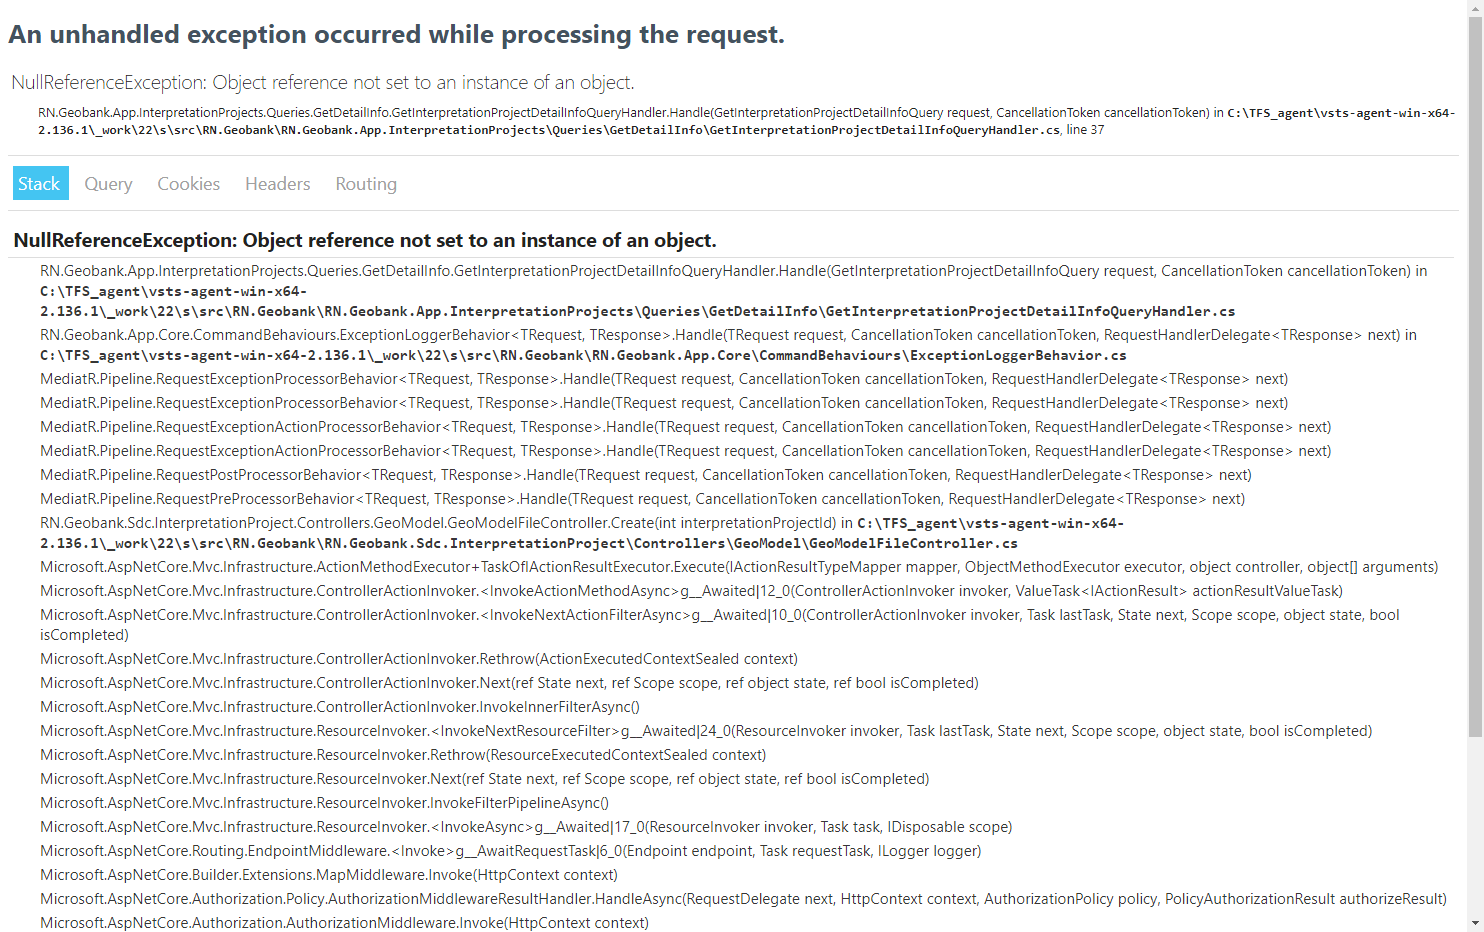 An unhandled exception occurred while processing the request.
NullReferenceException: Object reference not set to an instance of an object.
RN.Geobank.App.InterpretationProjects.Queries.GetDetailInfo.GetInterpretationProjectDetailInfoQueryHandler.Handle(GetInterpretationProjectDetailInfoQuery request, CancellationToken cancellationToken) in C:\TFS_agent\vsts-agent-win-x64-
2.136.1\_work\22\s\src\RN.Geobank\RN.Geobank.App.InterpretationProjects\Queries\GetDetailInfo\GetInterpretationProjectDetailInfoQueryHandler.cs, line 37
Stack Query Cookies Headers Routing
NullReferenceException: Object reference not set to an instance of an object.
RN.Geobank.App.InterpretationProjects.Queries.GetDetailInfo.GetInterpretationProjectDetailInfoQueryHandler.Handle(GetInterpretationProjectDetailInfoQuery request, CancellationToken cancellationToken) in
C:\TFS_agent\vsts-agent-win-x64-
2.136.1\_work\22\s\src\RN.Geobank\RN.Geobank.App.InterpretationProjects\Queries\GetDetailInfo\GetInterpretationProjectDetailInfoQueryHandler.cs
RN.Geobank.App.Core.CommandBehaviours.ExceptionLoggerBehavior<TRequest, TResponse>.Handle(TRequest request, CancellationToken cancellationToken, RequestHandlerDelegate<TResponse> next) in
C:\TFS_agent\vsts-agent-win-x64-2.136.1\_work\22\s\src\RN.Geobank\RN.Geobank.App.Core\CommandBehaviours\ExceptionLoggerBehavior.cs
MediatR.Pipeline.RequestExceptionProcessorBehavior<TRequest, TResponse>.Handle(TRequest request, CancellationToken cancellationToken, RequestHandlerDelegate<TResponse> next)
MediatR.Pipeline.RequestExceptionProcessorBehavior<TRequest, TResponse>.Handle(TRequest request, CancellationToken cancellationToken, RequestHandlerDelegate<TResponse> next)
MediatR.Pipeline.RequestExceptionActionProcessorBehavior<TRequest, TResponse>.Handle(TRequest request, CancellationToken cancellationToken, RequestHandlerDelegate<TResponse> next)
MediatR.Pipeline.RequestExceptionActionProcessorBehavior<TRequest, TResponse>.Handle(TRequest request, CancellationToken cancellationToken, RequestHandlerDelegate<TResponse> next)
MediatR.Pipeline.RequestPostProcessorBehavior<TRequest, TResponse>.Handle(TRequest request, CancellationToken cancellationToken, RequestHandlerDelegate<TResponse> next)
MediatR.Pipeline.RequestPreProcessorBehavior<TRequest, TResponse>.Handle(TRequest request, CancellationToken cancellationToken, RequestHandlerDelegate<TResponse> next)
RN.Geobank.Sdc.InterpretationProject.Controllers.GeoModel.GeoModelFileController.Create(int interpretationProjectId) in C:\TFS_agent\vsts-agent-win-x64-
2.136.1\_work\22\s\src\RN.Geobank\RN.Geobank.Sdc.InterpretationProject\Controllers\GeoModel\GeoModelFileController.cs
Microsoft.AspNetCore.Mvc.Infrastructure.ActionMethodExecutor+TaskOfIActionResultExecutor.Execute(IActionResultTypeMapper mapper, ObjectMethodExecutor executor, object controller, object[] arguments)
Microsoft.AspNetCore.Mvc.Infrastructure.ControllerActionInvoker.<InvokeActionMethodAsync>g__Awaited|12_0(ControllerActionInvoker invoker, ValueTask<IActionResult> actionResultValueTask)
Microsoft.AspNetCore.Mvc.Infrastructure.ControllerActionInvoker.<InvokeNextActionFilterAsync>g__Awaited|10_0(ControllerActionInvoker invoker, Task lastTask, State next, Scope scope, object state, bool
isCompleted)
Microsoft.AspNetCore.Mvc.Infrastructure.ControllerActionInvoker.Rethrow(ActionExecutedContextSealed context)
Microsoft.AspNetCore.Mvc.Infrastructure.ControllerActionInvoker.Next(ref State next, ref Scope scope, ref object state, ref bool isCompleted)
Microsoft.AspNetCore.Mvc.Infrastructure.ControllerActionInvoker.InvokeInnerFilterAsync()
Microsoft.AspNetCore.Mvc.Infrastructure.ResourceInvoker.<InvokeNextResourceFilter>g__Awaited|24_0(ResourceInvoker invoker, Task lastTask, State next, Scope scope, object state, bool isCompleted)
Microsoft.AspNetCore.Mvc.Infrastructure.ResourceInvoker.Rethrow(ResourceExecutedContextSealed context)
Microsoft.AspNetCore.Mvc.Infrastructure.ResourceInvoker.Next(ref State next, ref Scope scope, ref object state, ref bool isCompleted)
Microsoft.AspNetCore.Mvc.Infrastructure.ResourceInvoker.InvokeFilterPipelineAsync()
Microsoft.AspNetCore.Mvc.Infrastructure.ResourceInvoker.<InvokeAsync>g__Awaited|17_0(ResourceInvoker invoker, Task task, IDisposable scope)
Microsoft.AspNetCore.Routing.EndpointMiddleware.<Invoke>g__AwaitRequestTask|6_0(Endpoint endpoint, Task requestTask, ILogger logger)
Microsoft.AspNetCore.Builder.Extensions.MapMiddleware.Invoke(HttpContext context)
Microsoft.AspNetCore.Authorization.Policy.AuthorizationMiddlewareResultHandler.HandleAsync(RequestDelegate next, HttpContext context, AuthorizationPolicy policy, PolicyAuthorizationResult authorizeResult)
Microsoft.AspNetCore.Authorization.AuthorizationMiddleware.Invoke(HttpContext context)